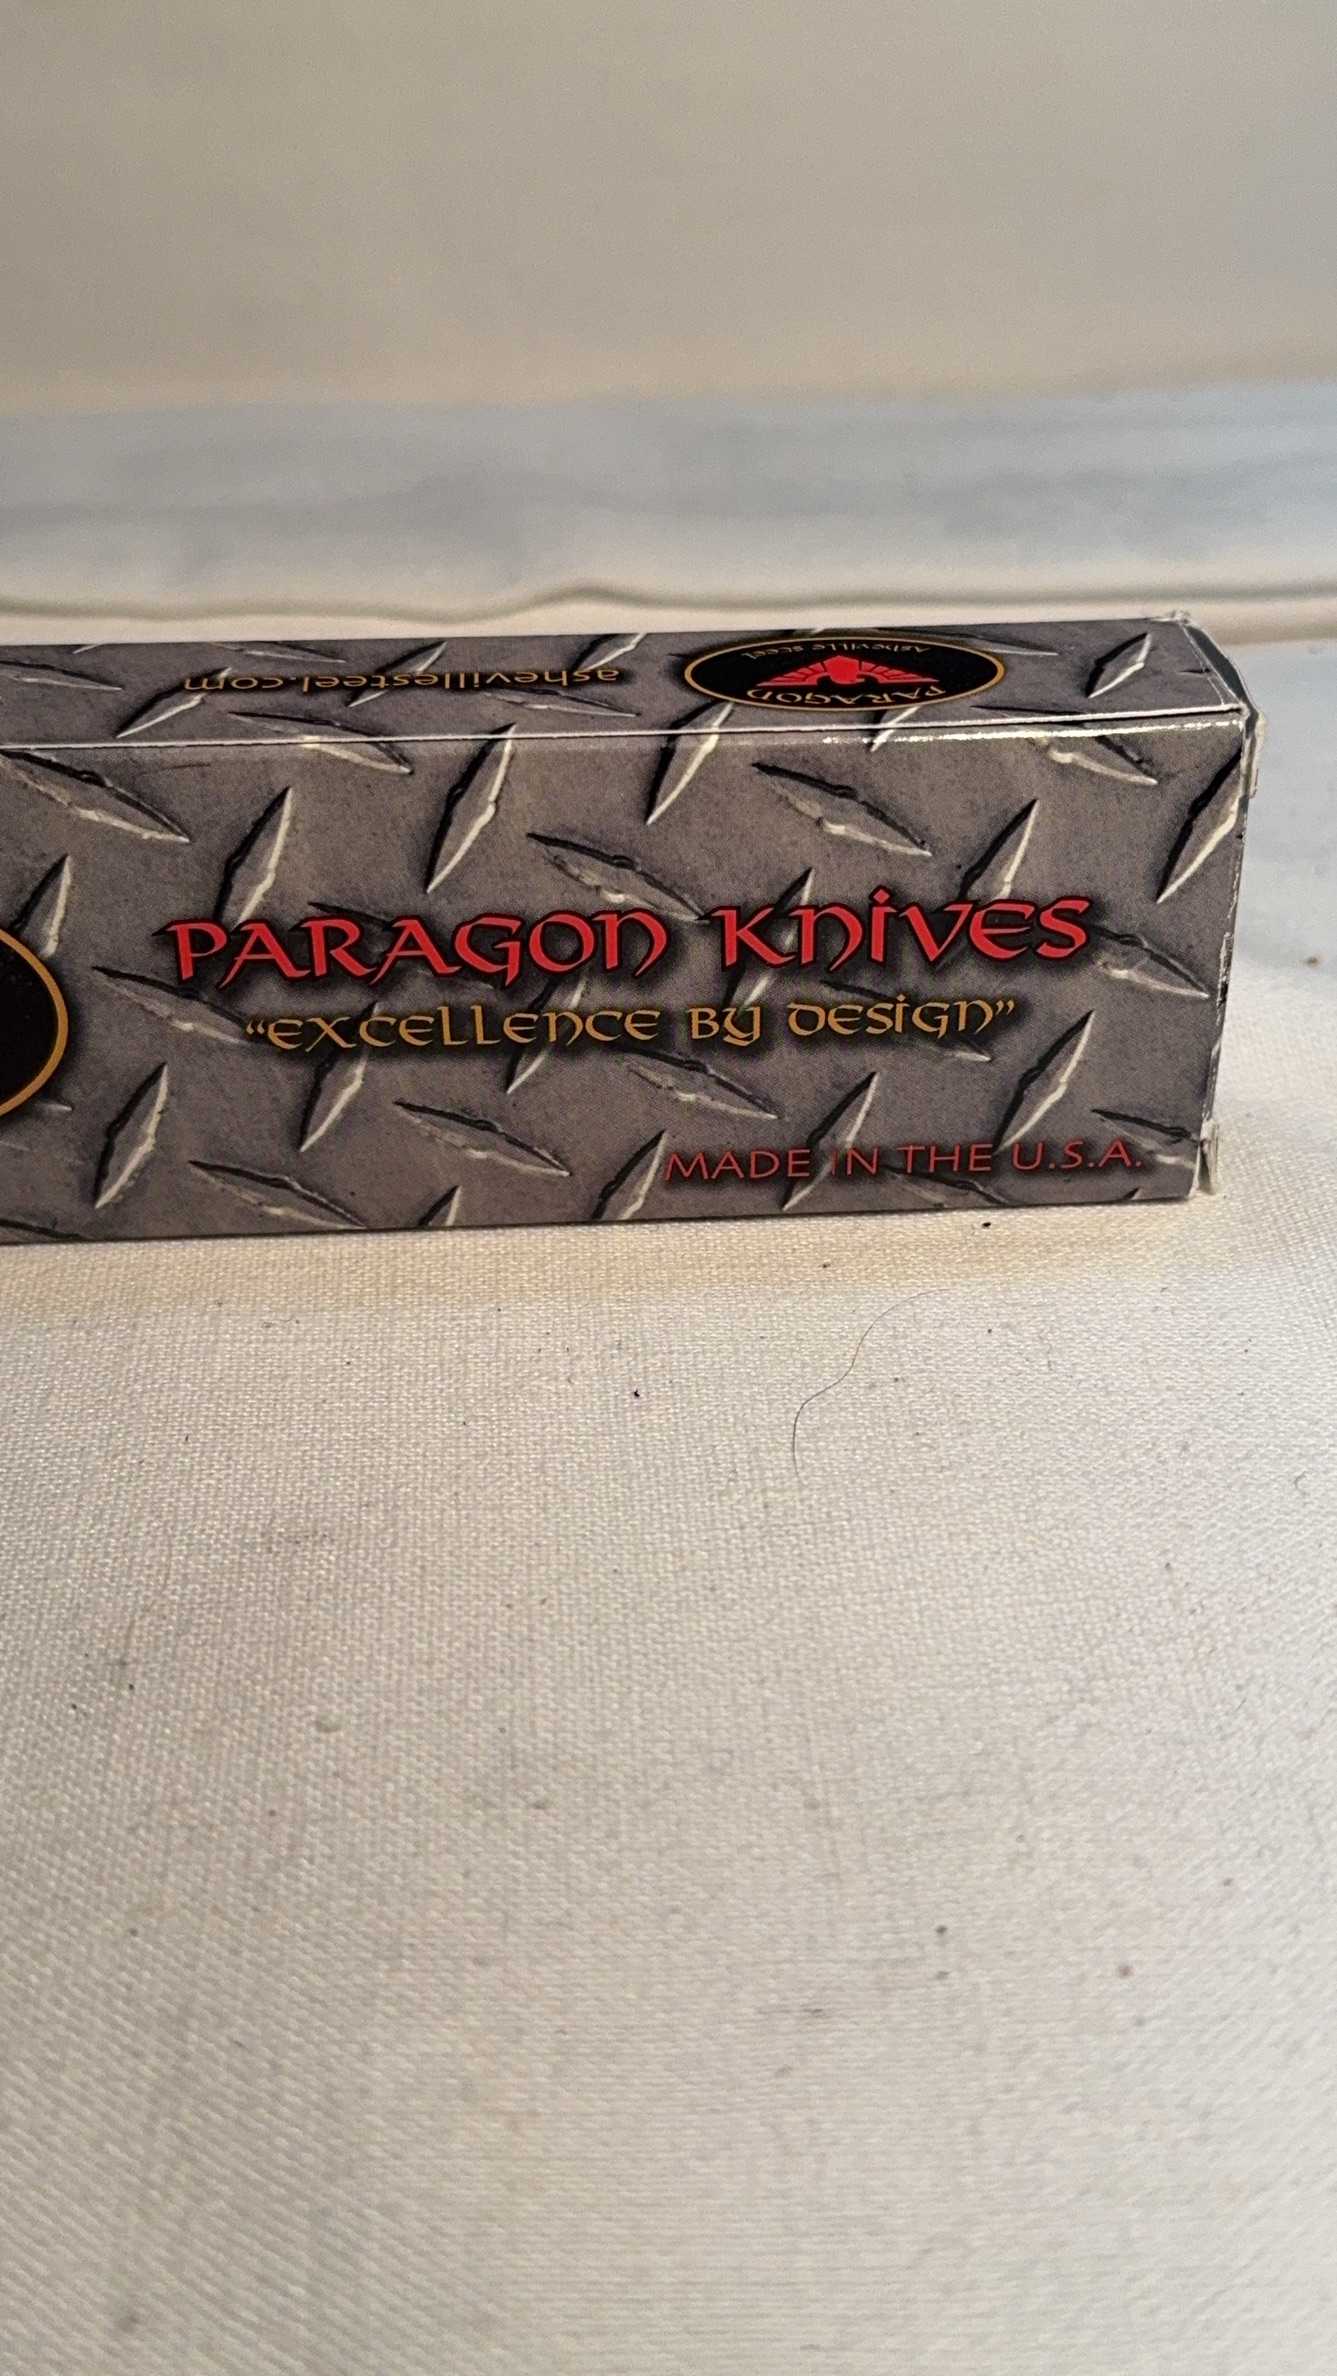 ashevillesteel.com
PARAGON
Asheville Steel
PARAGON KNIVES
“EXCELLENCE BY DESIGN”
MADE IN THE U.S.A.